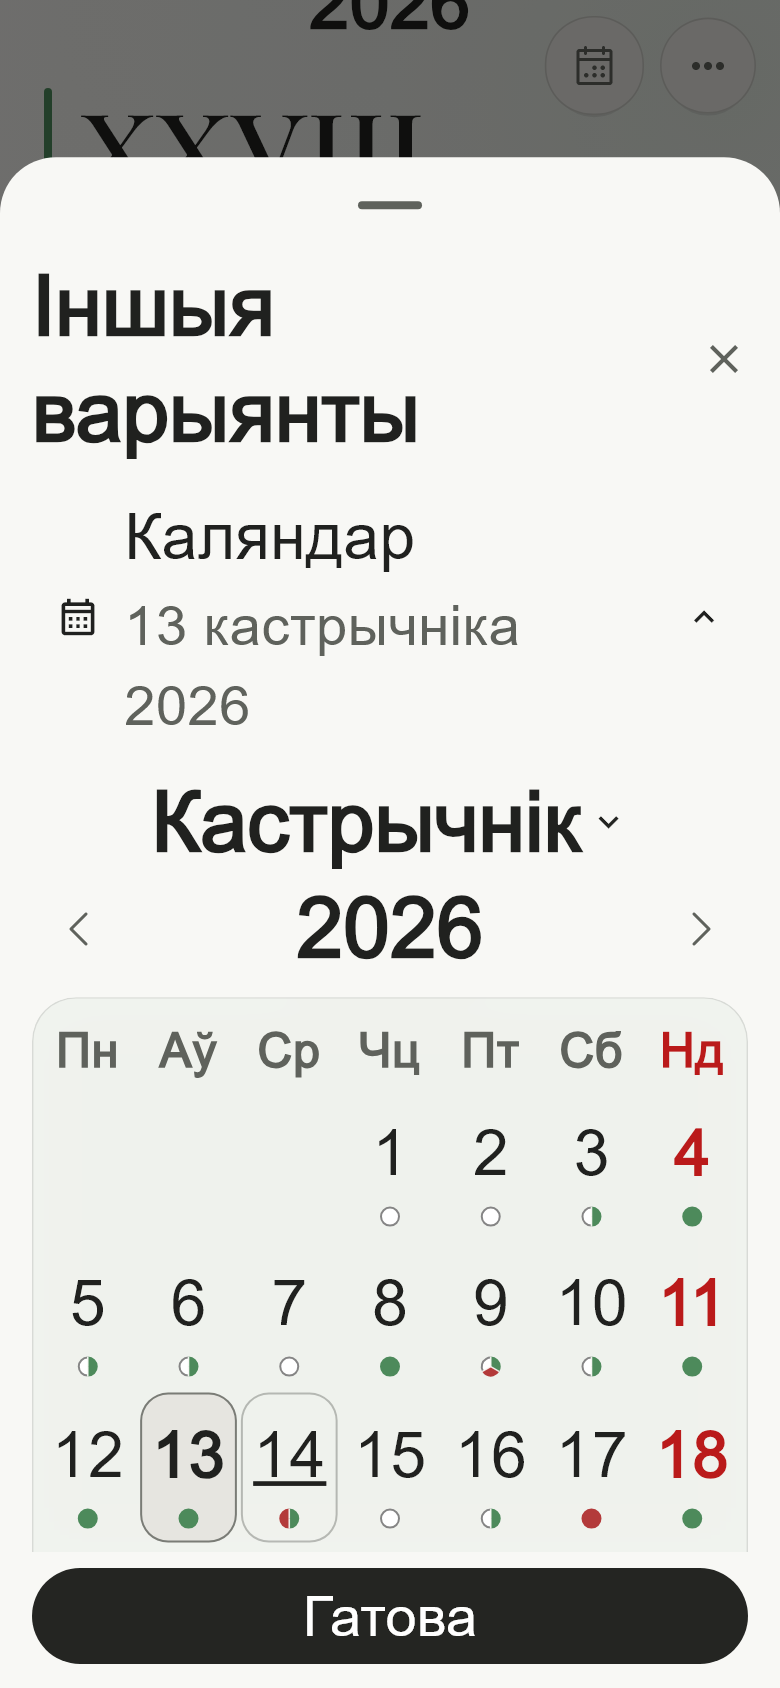 2026
XXVIII
Іншыя
варыянты
Каляндар
13 кастрычніка
2026
Кастрычнік
2026
Пн Аў Ср Чц Пт Сб Нд
1 2 3 4
5 6 7 8 9 10 11
12 13 14 15 16 17 18
Гатова